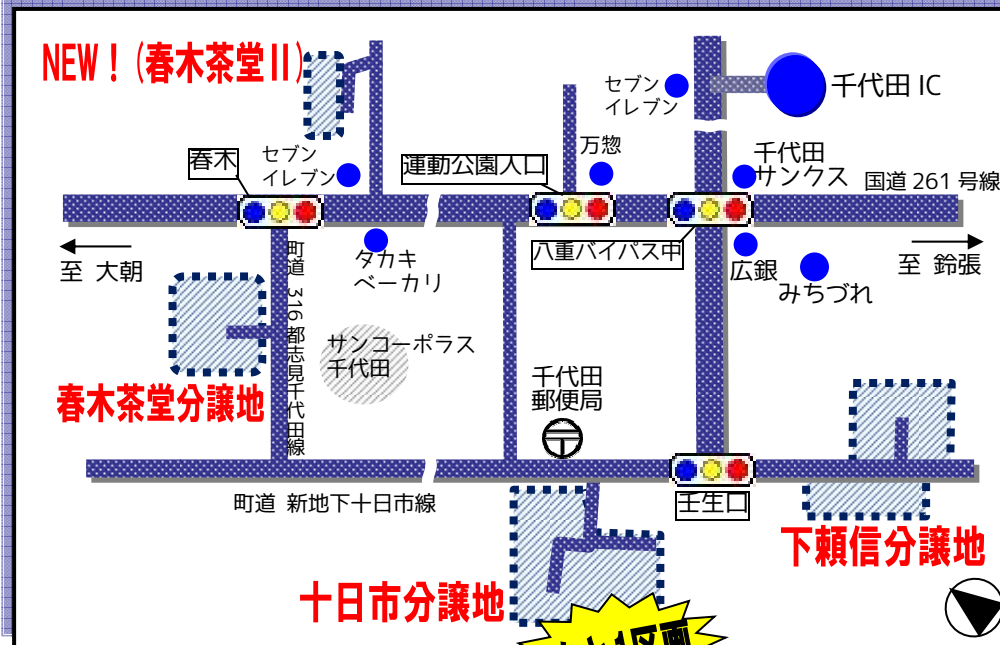 NEW！(春木茶堂Ⅱ)
セブン
イレブン
千代田 IC
春木
セブン
イレブン
運動公園入口
万惣
千代田
サンクス
国道 261 号線
至 大朝
タカキ
ベーカリ
八重バイパス中
広銀
みちづれ
至 鈴張
町道 316 都志見千代田線
サンコーポラス
千代田
春木茶堂分譲地
千代田
郵便局
町道 新地下十日市線
壬生口
下頼信分譲地
十日市分譲地